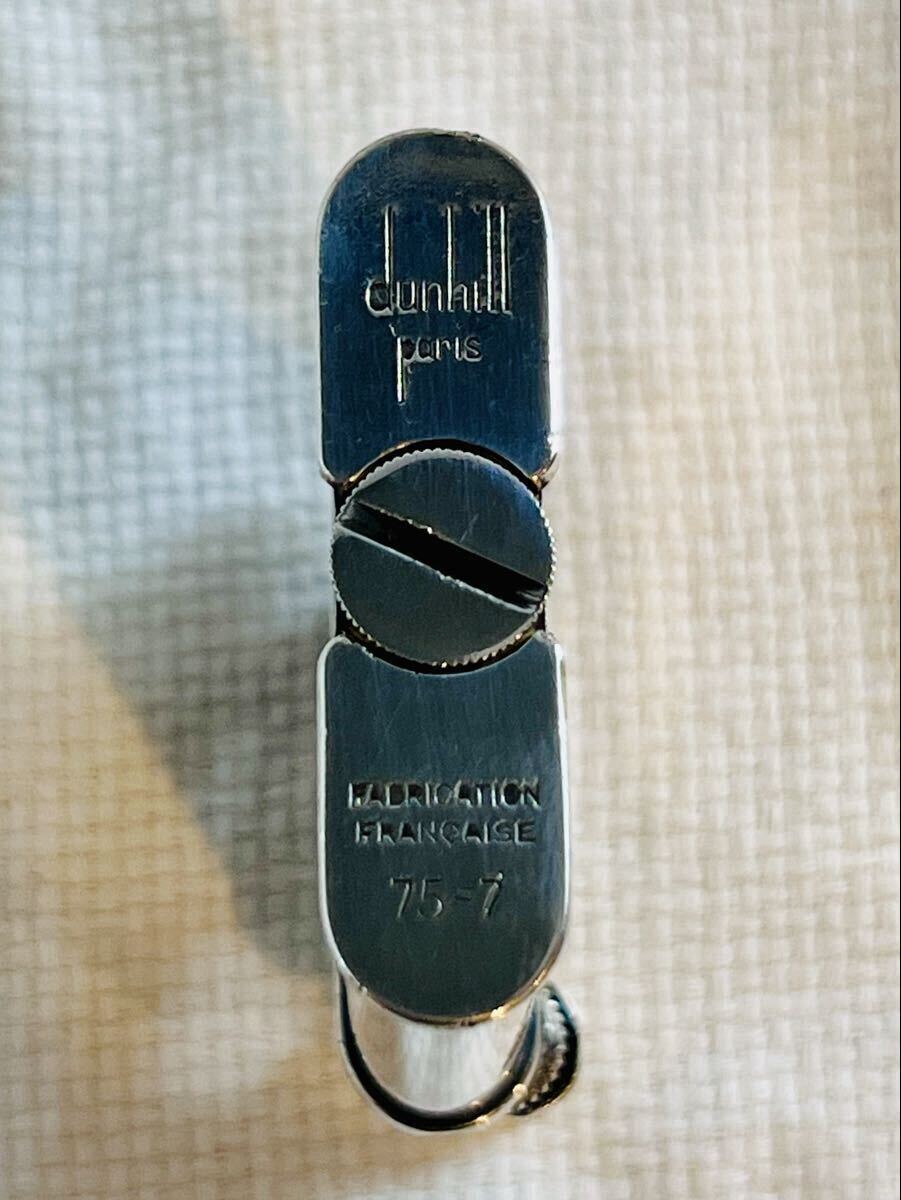 dunhill
paris
FABRICATION
FRANÇAISE
75-7